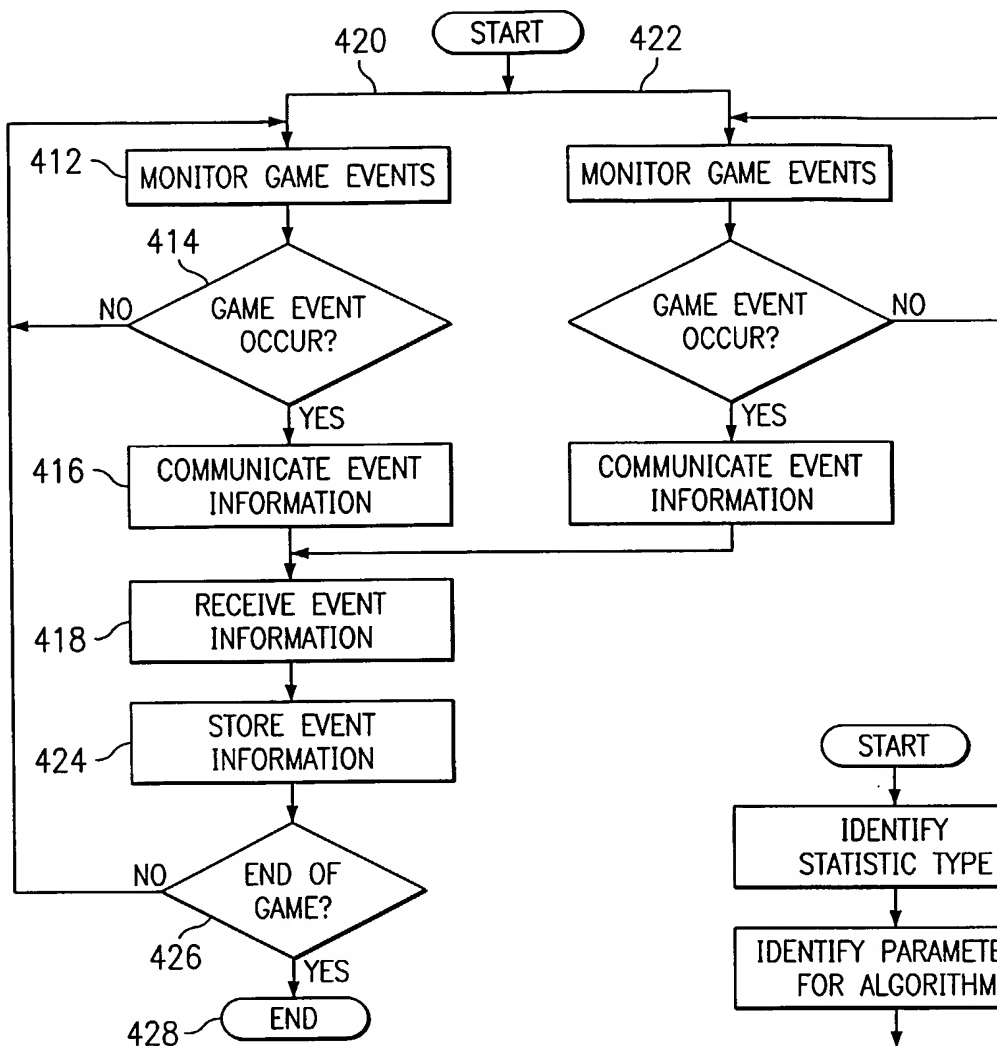 START
420
422
412
MONITOR GAME EVENTS
MONITOR GAME EVENTS
414
NO
GAME EVENT
OCCUR?
GAME EVENT
OCCUR?
NO
YES
YES
416
COMMUNICATE EVENT
INFORMATION
COMMUNICATE EVENT
INFORMATION
418
RECEIVE EVENT
INFORMATION
424
STORE EVENT
INFORMATION
NO
END OF
GAME?
426
YES
428
END
START
IDENTIFY
STATISTIC TYPE
IDENTIFY PARAMETE
FOR ALGORITHM